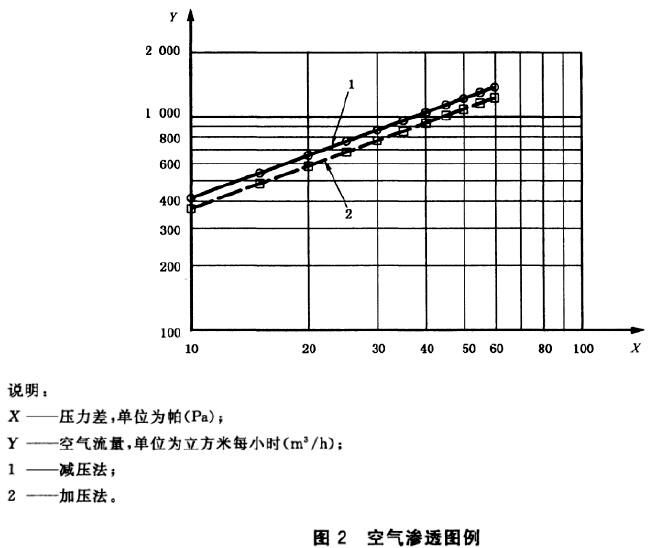 Y
2 000
1
1 000
800
600
400
2
300
200
100
10 20 30 40 50 60 80 100 X
说明：
X ——压力差，单位为帕(Pa)；
Y ——空气流量，单位为立方米每小时(m³/h)；
1 ——减压法；
2 ——加压法。
图 2 空气渗透图例